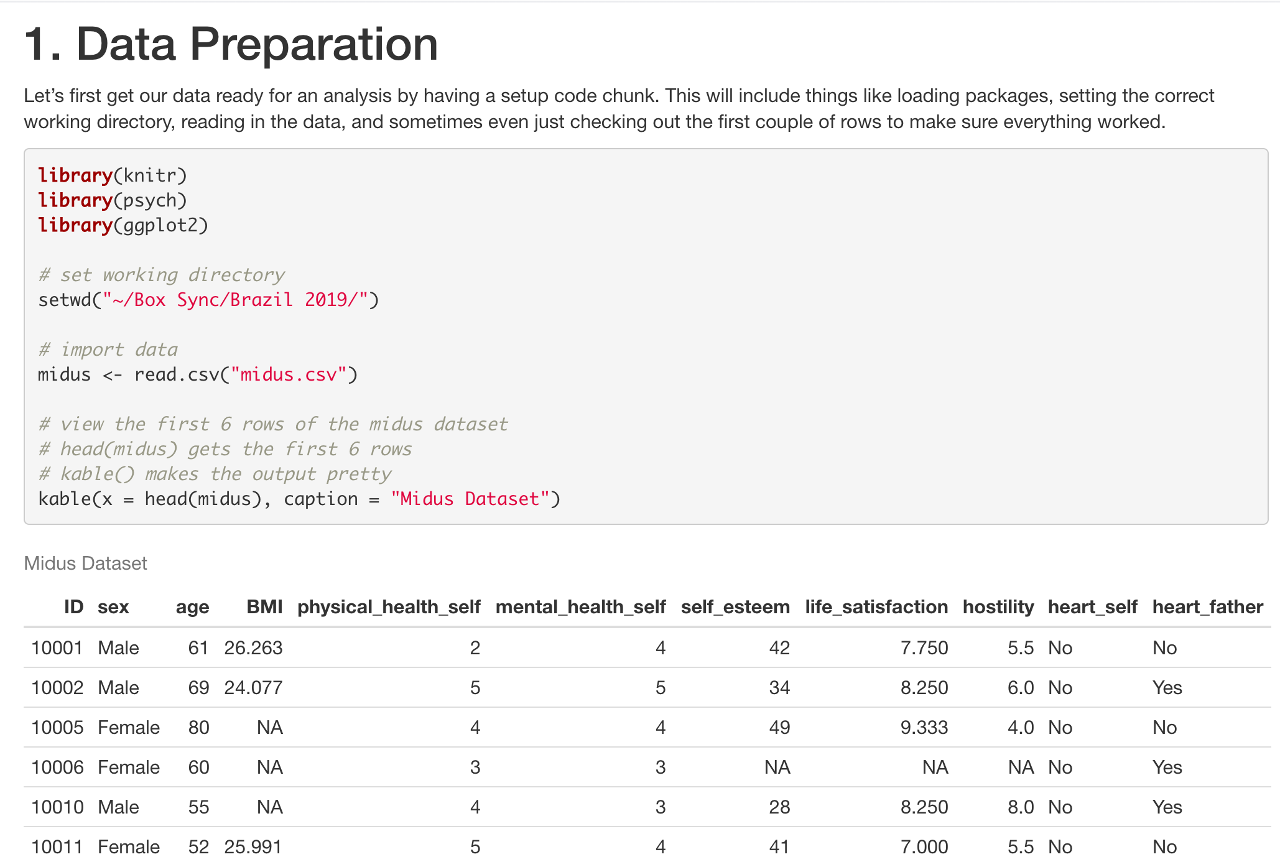 1. Data Preparation
Let’s first get our data ready for an analysis by having a setup code chunk. This will include things like loading packages, setting the correct
working directory, reading in the data, and sometimes even just checking out the first couple of rows to make sure everything worked.
library(knitr)
library(psych)
library(ggplot2)
# set working directory
setwd("~/Box Sync/Brazil 2019/")
# import data
midus <- read.csv("midus.csv")
# view the first 6 rows of the midus dataset
# head(midus) gets the first 6 rows
# kable() makes the output pretty
kable(x = head(midus), caption = "Midus Dataset")
Midus Dataset
ID sex age BMI physical_health_self mental_health_self self_esteem life_satisfaction hostility heart_self heart_father
10001 Male 61 26.263 2 4 42 7.750 5.5 No No
10002 Male 69 24.077 5 5 34 8.250 6.0 No Yes
10005 Female 80 NA 4 4 49 9.333 4.0 No No
10006 Female 60 NA 3 3 NA NA NA No Yes
10010 Male 55 NA 4 3 28 8.250 8.0 No Yes
10011 Female 52 25.991 5 4 41 7.000 5.5 No No